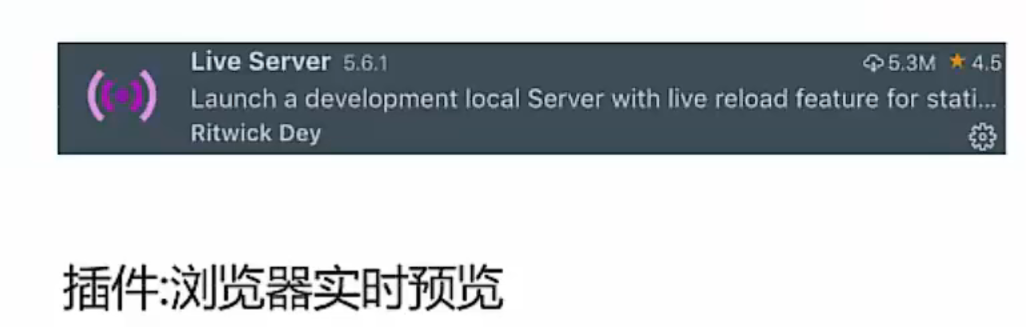 Live Server 5.6.1 5.3M ★ 4.5
Launch a development local Server with live reload feature for stati...
Ritwick Dey
插件:浏览器实时预览